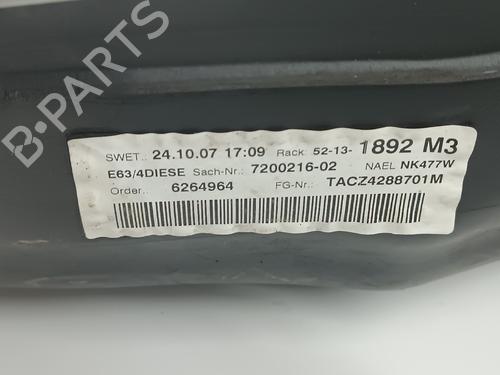 B-PARTS
SWET.: 24.10.07 17:09 Rack 52-13- 1892 M3
E63/4DIESE Sach-Nr.: 7200216-02 NAEL NK477W
Order.: 6264964 FG-Nr.: TACZ4288701M